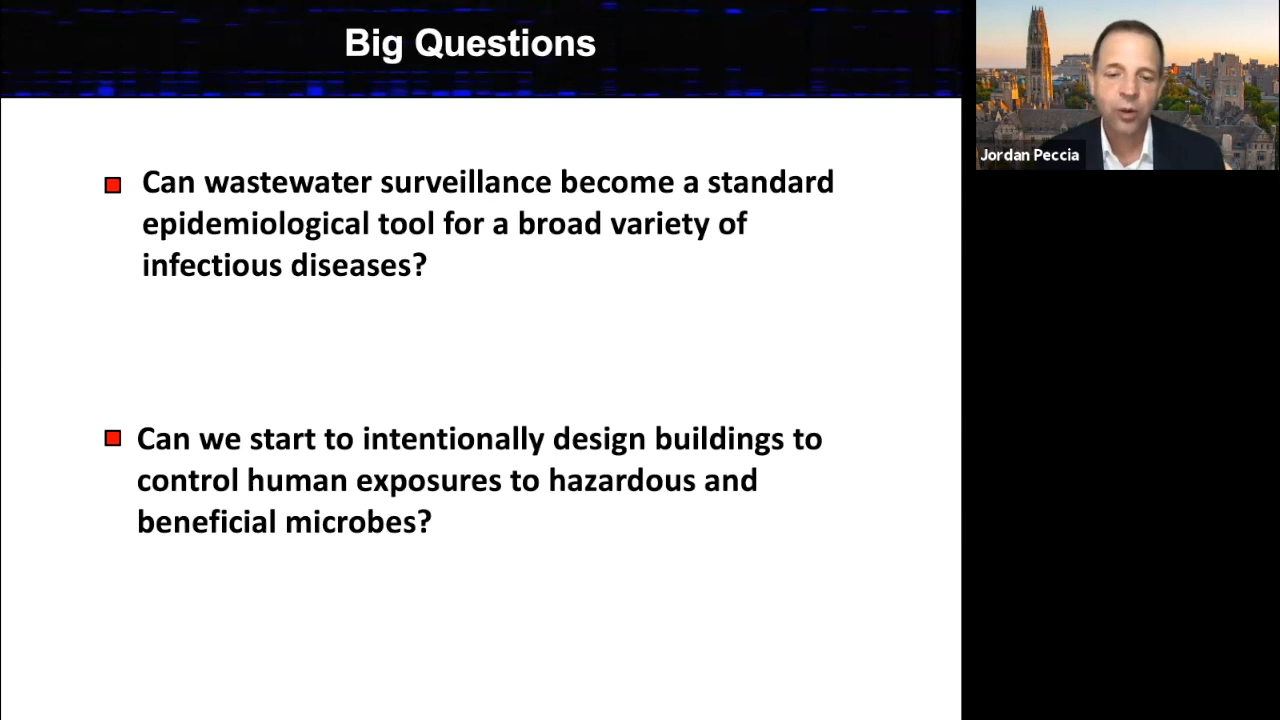 Big Questions
Can wastewater surveillance become a standard
epidemiological tool for a broad variety of
infectious diseases?
Can we start to intentionally design buildings to
control human exposures to hazardous and
beneficial microbes?
Jordan Peccia